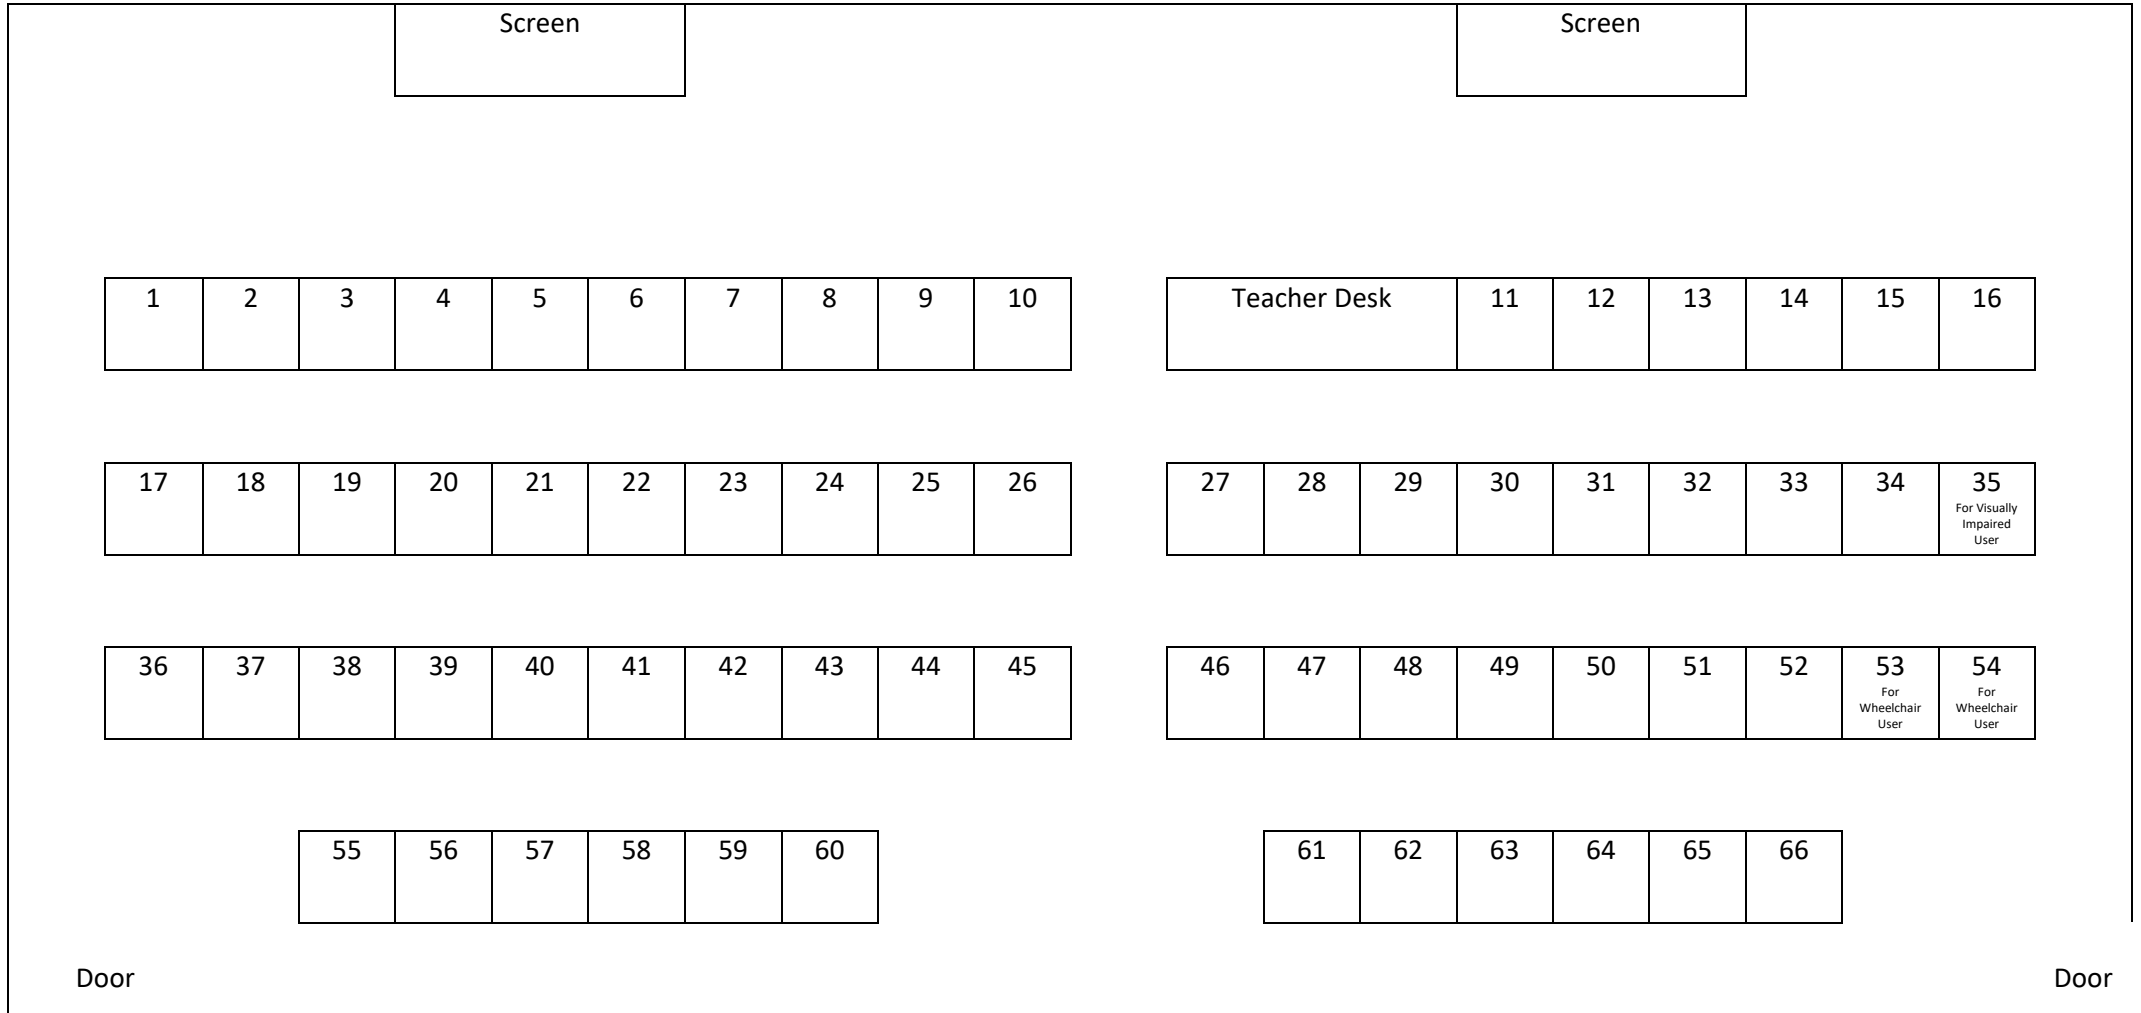 Screen Screen
1 2 3 4 5 6 7 8 9 10 Teacher Desk 11 12 13 14 15 16
17 18 19 20 21 22 23 24 25 26 27 28 29 30 31 32 33 34 35
For Visually
Impaired
User
36 37 38 39 40 41 42 43 44 45 46 47 48 49 50 51 52 53 54
For For
Wheelchair Wheelchair
User User
55 56 57 58 59 60 61 62 63 64 65 66
Door Door